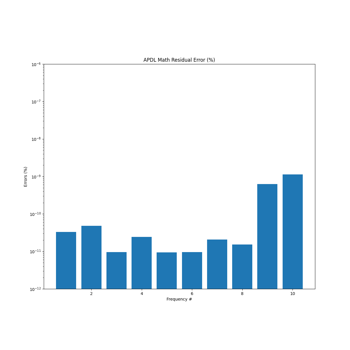 APDL Math Residual Error (%)
10⁻⁶
10⁻⁷
10⁻⁸
10⁻⁹
10⁻¹⁰
10⁻¹¹
10⁻¹²
Errors (%)
2 4 6 8 10
Frequency #